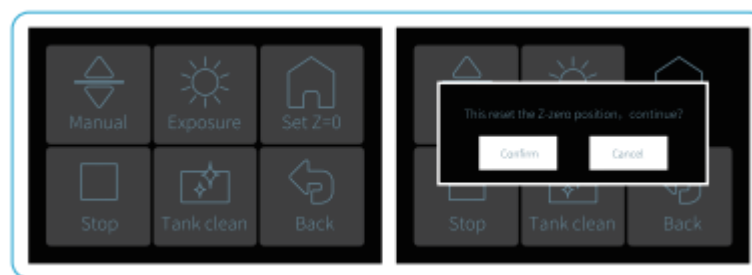 Manual Exposure Set Z=0
Stop Tank clean Back
This reset the Z-zero position, continue?
Confirm Cancel
Stop Tank clean Back